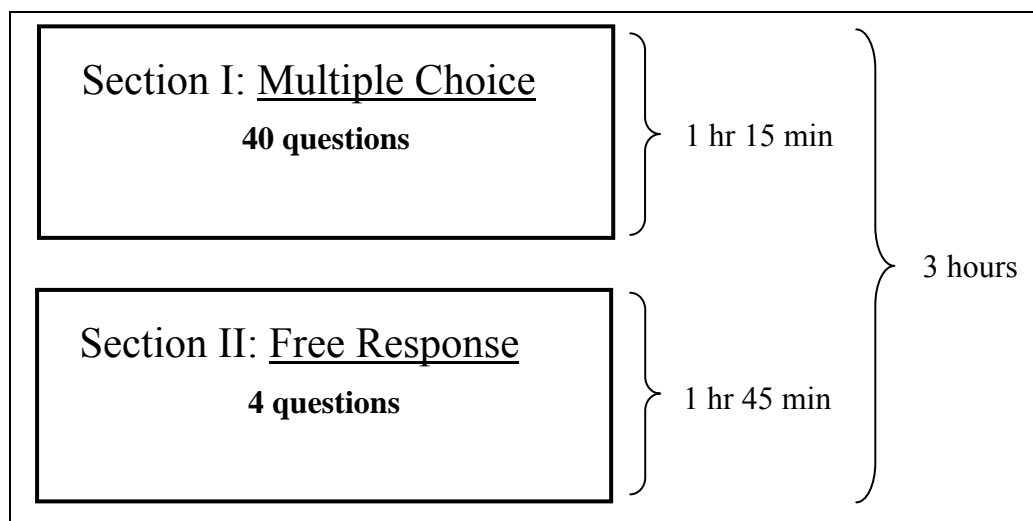 Section I: Multiple Choice
40 questions
1 hr 15 min
Section II: Free Response
4 questions
1 hr 45 min
3 hours